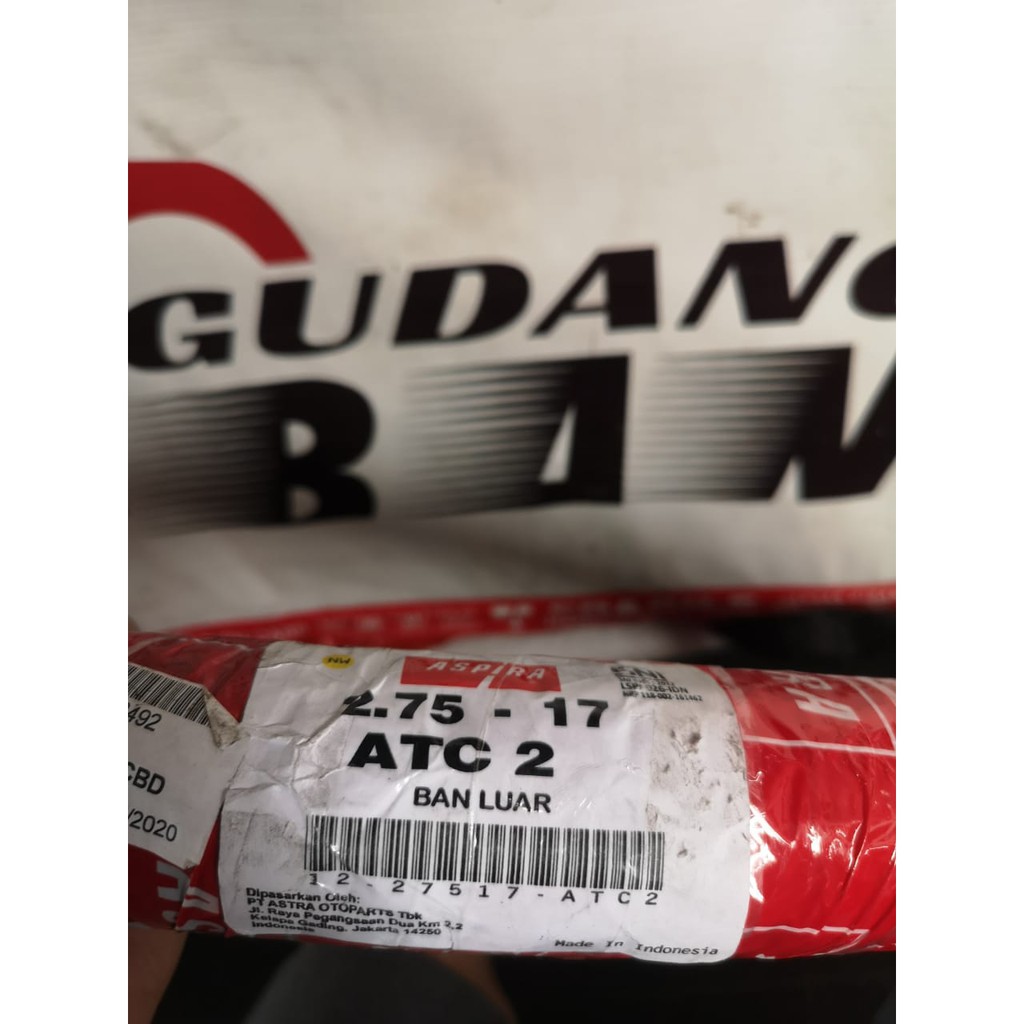 GUDANG
BAN
ASPIRA
2.75 - 17
ATC 2
BAN LUAR
12-27517-ATC2
Dipasarkan Oleh:
PT ASTRA OTOPARTS Tbk
Jl. Raya Pegangsaan Dua Km 2,2
Kelapa Gading, Jakarta 14250
Indonesia
Made In Indonesia
492
CBD
/2020